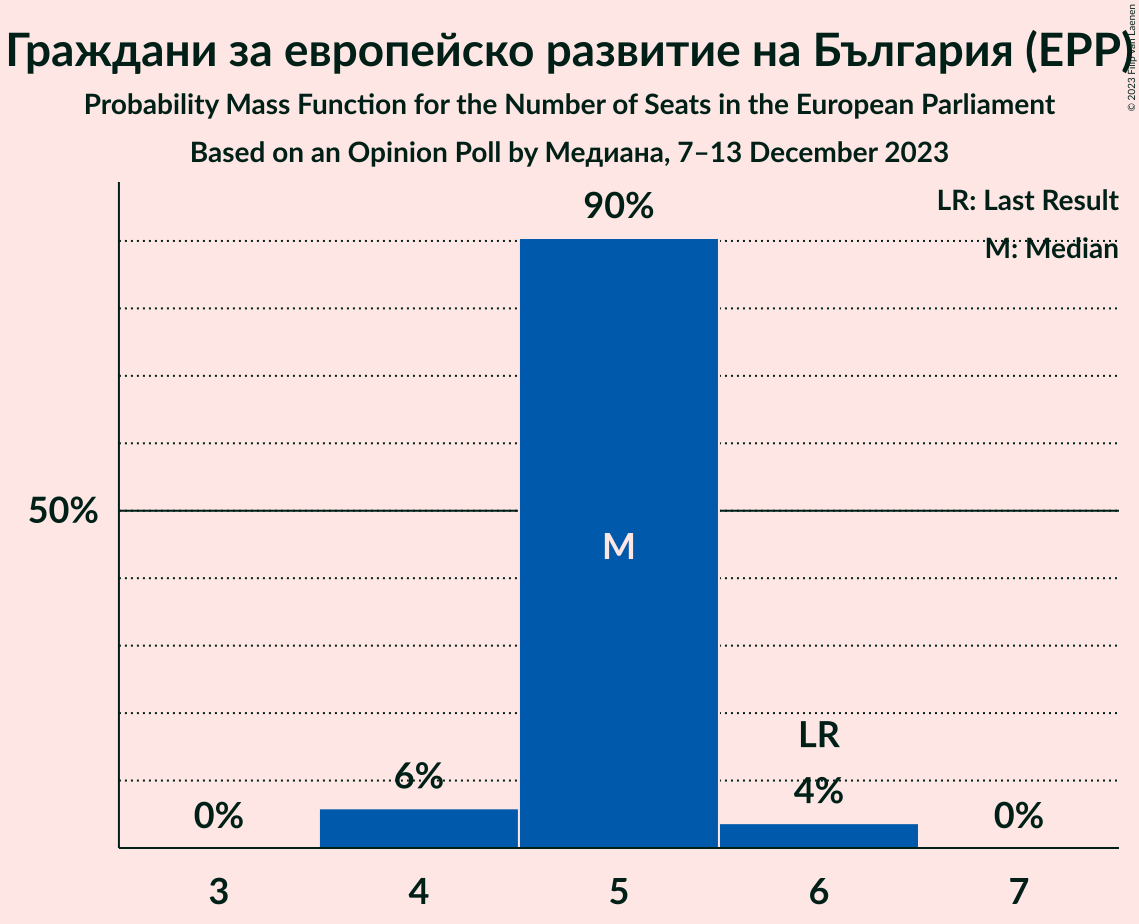 Граждани за европейско развитие на България (EPP)
© 2023 Filip van Laenen
Probability Mass Function for the Number of Seats in the European Parliament
Based on an Opinion Poll by Медиана, 7–13 December 2023
LR: Last Result
M: Median
90%
50%
M
LR
6%
4%
0%
0%
3 4 5 6 7